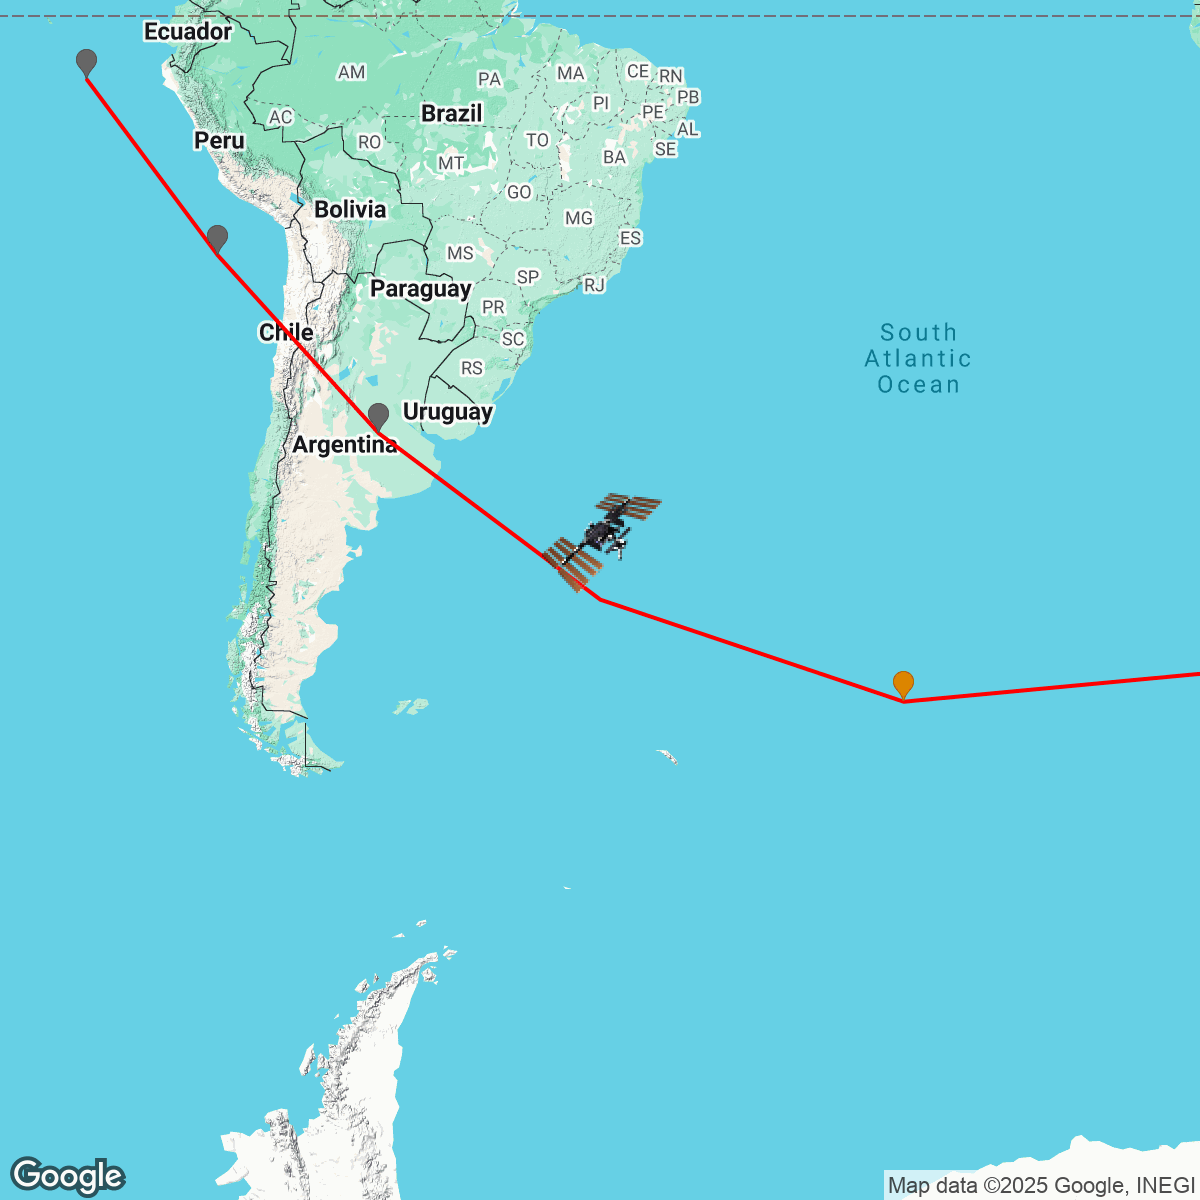 Ecuador
AM
PA
MA
CE
RN
PI
PB
PE
AC
Brazil
AL
Peru
RO
TO
SE
MT
BA
GO
Bolivia
MG
ES
MS
SP
RJ
Paraguay
PR
Chile
SC
South
Atlantic
Ocean
RS
Uruguay
Argentina
Google
Map data ©2025 Google, INEGI